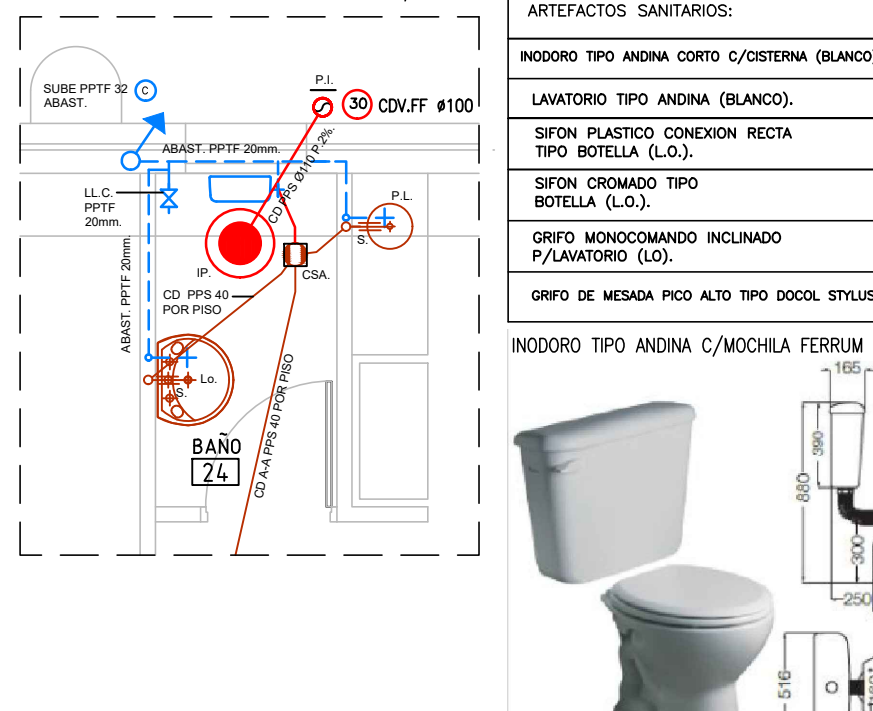 SUBE PPTF 32
ABAST.
C
P.I.
30 CDV.FF ø100
ABAST. PPTF 20mm.
CD PPS Ø110 P.2%.
LL.C.
PPTF
20mm.
P.L.
S.
IP.
CSA.
CD PPS 40
POR PISO
ABAST. PPTF 20mm.
Lo.
S.
CD A-A PPS 40 POR PISO
BAÑO
24
ARTEFACTOS SANITARIOS:
INODORO TIPO ANDINA CORTO C/CISTERNA (BLANCO)
LAVATORIO TIPO ANDINA (BLANCO).
SIFON PLASTICO CONEXION RECTA
TIPO BOTELLA (L.O.).
SIFON CROMADO TIPO
BOTELLA (L.O.).
GRIFO MONOCOMANDO INCLINADO
P/LAVATORIO (LO).
GRIFO DE MESADA PICO ALTO TIPO DOCOL STYLUS
INODORO TIPO ANDINA C/MOCHILA FERRUM
165
390
880
300
250
516